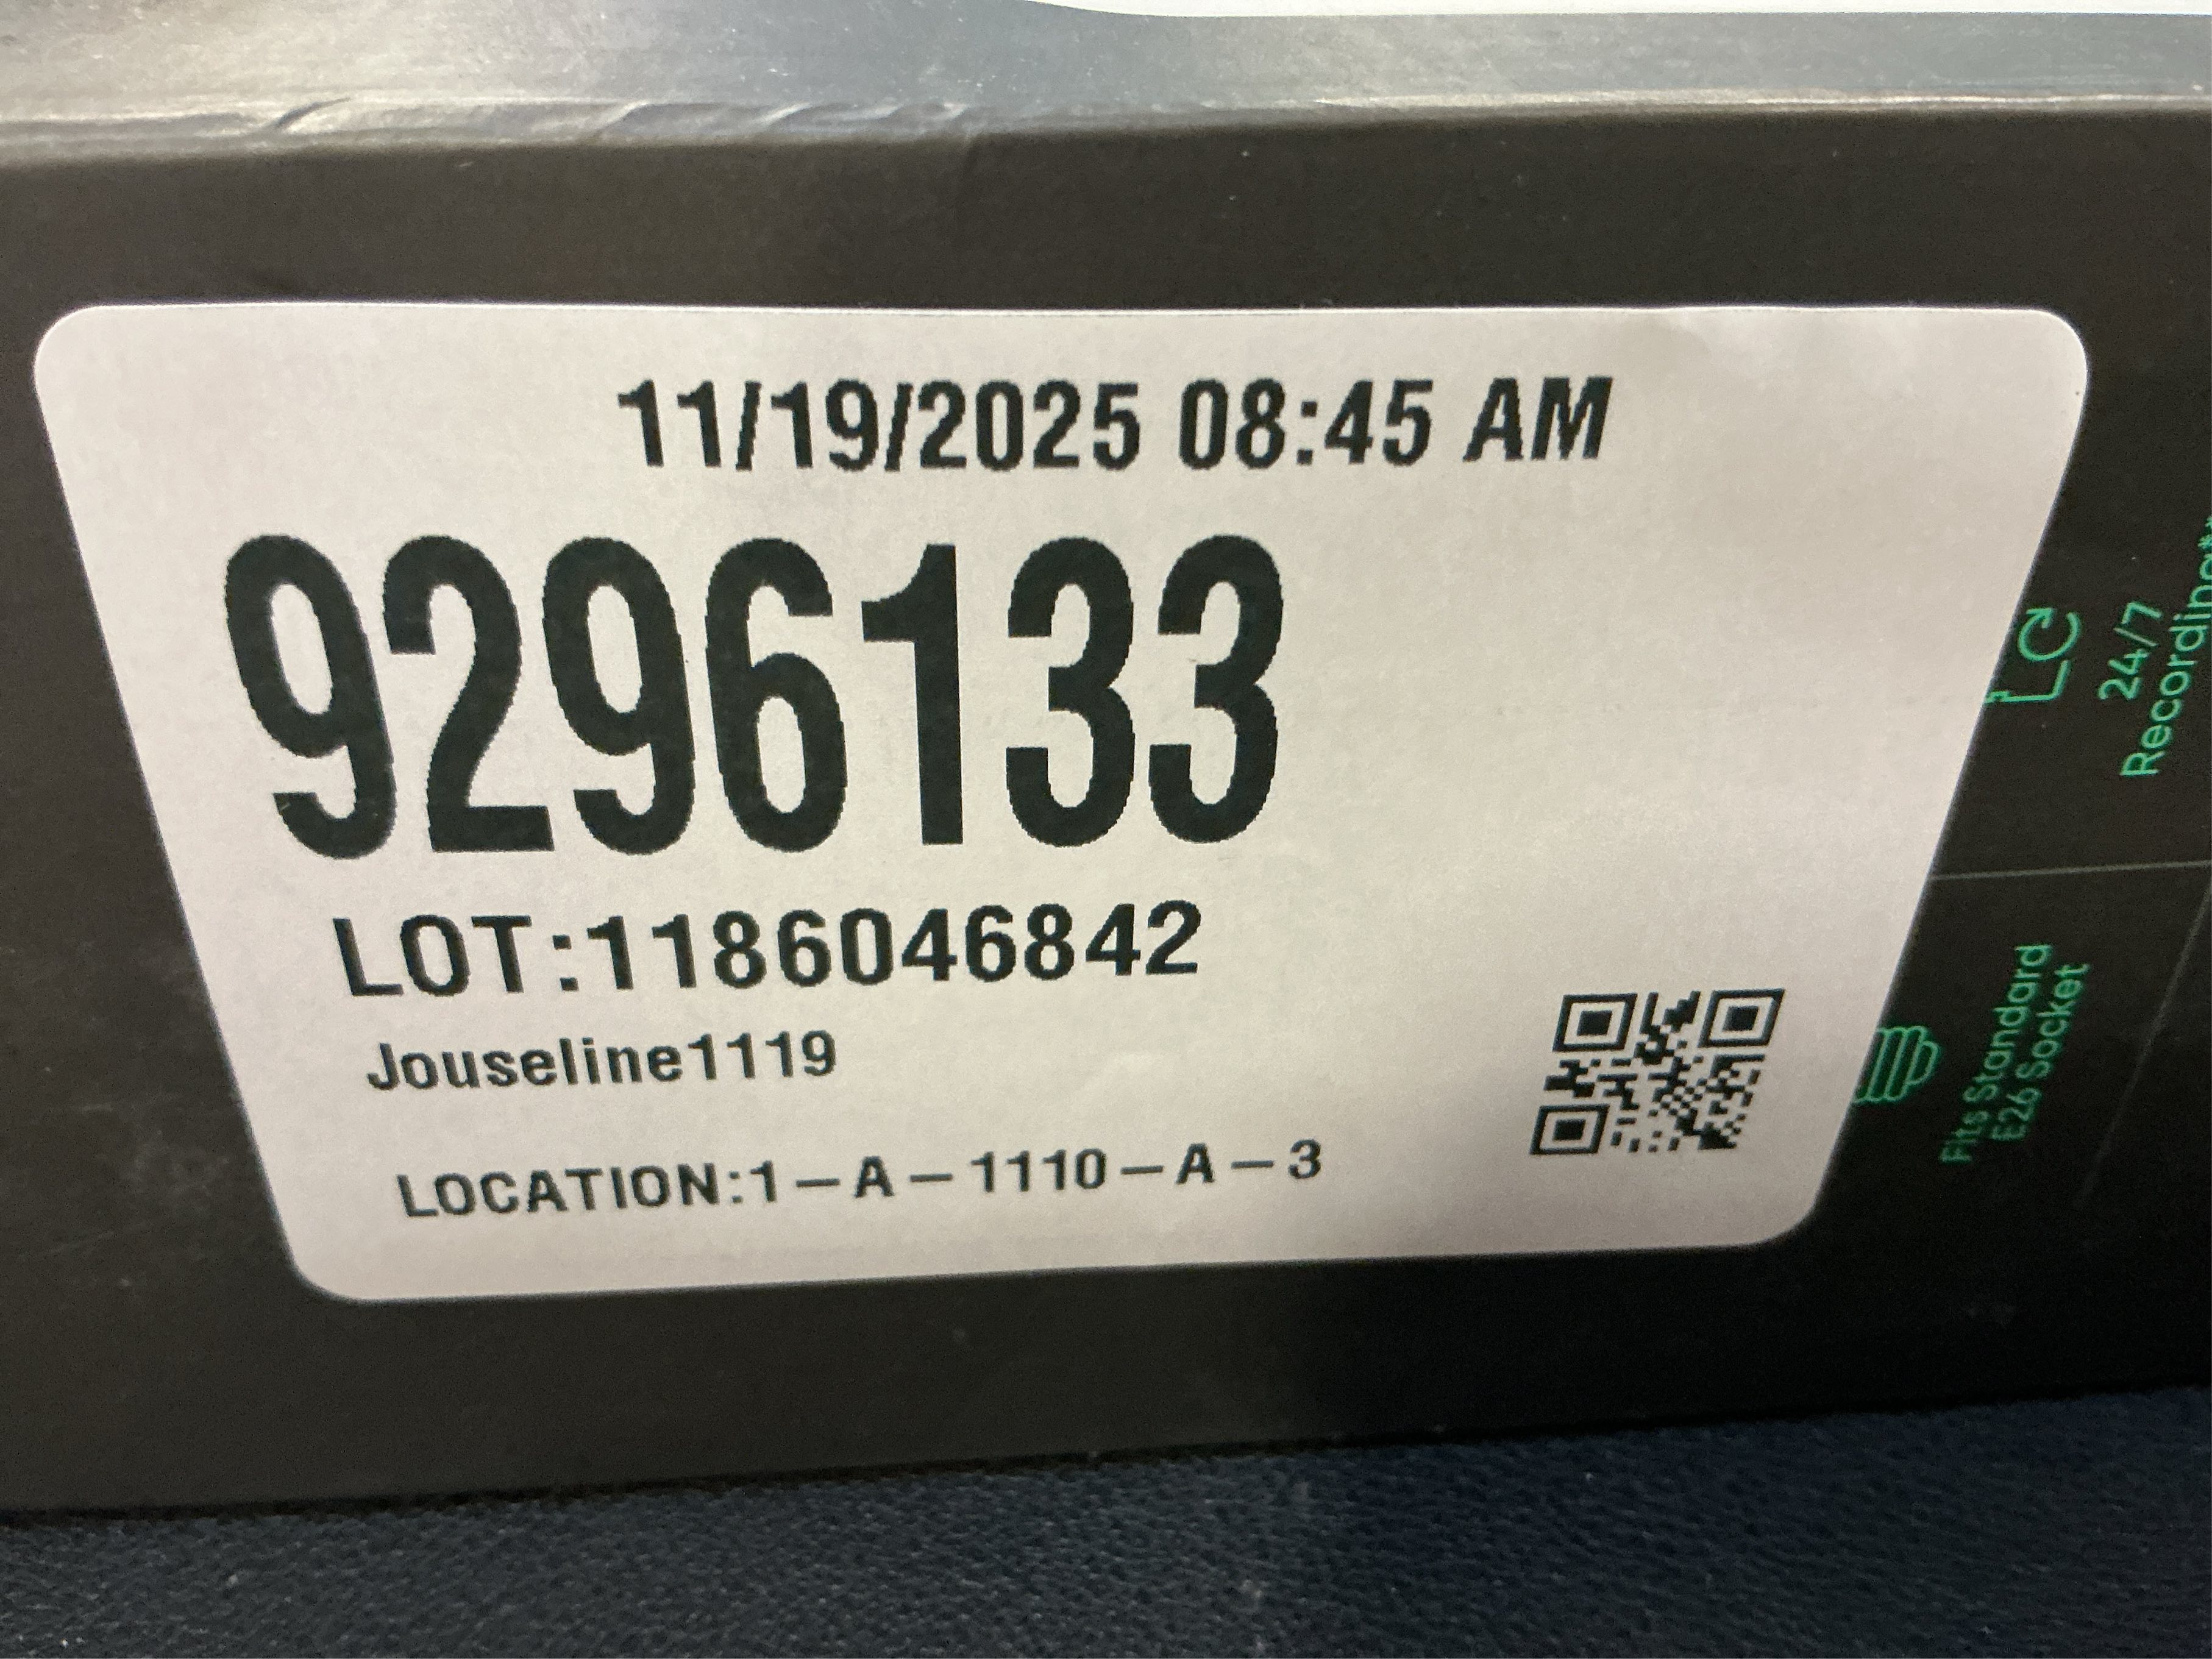 11/19/2025 08:45 AM
9296133
LOT:1186046842
Jouseline1119
LOCATION:1-A-1110-A-3
24/7
Recording**
Fits Standard
E26 Socket